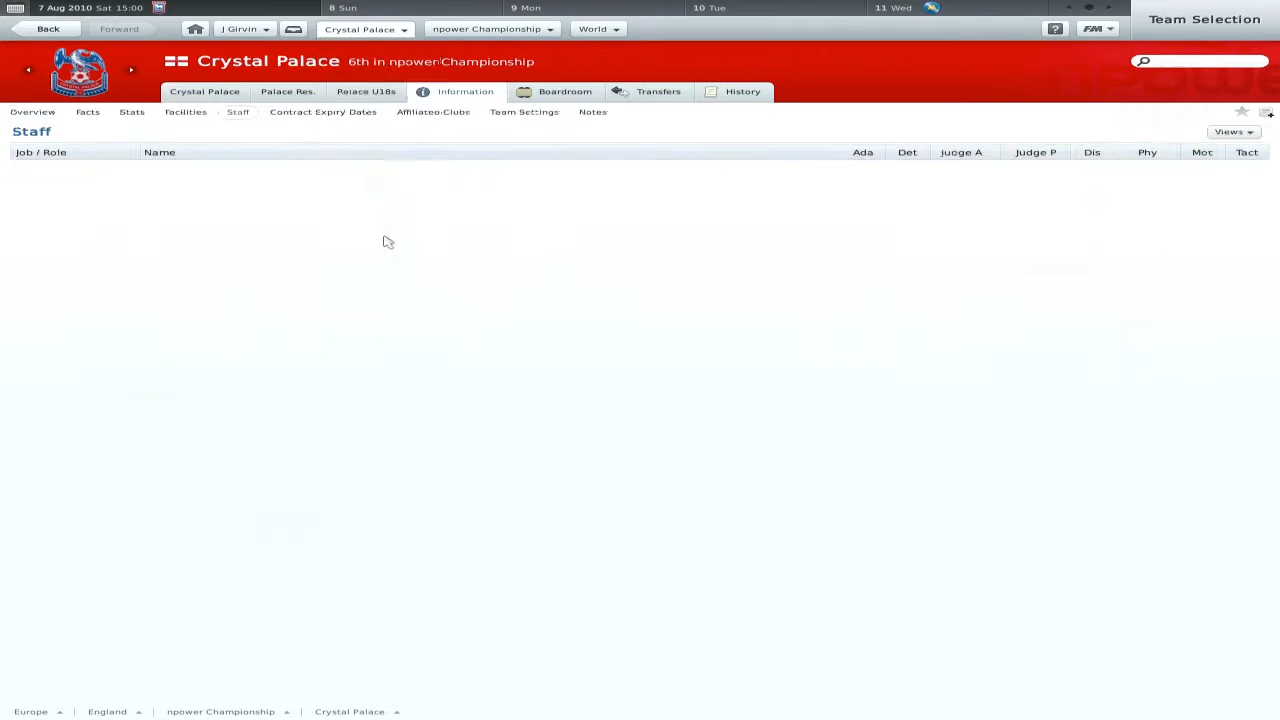 7 Aug 2010 Sat 15:00 8 Sun 9 Mon 10 Tue 11 Wed Team Selection
Back Forward J Girvin Crystal Palace npower Championship World ? FM
Crystal Palace 6th in npower Championship
Crystal Palace Palace Res. Palace U18s Information Boardroom Transfers History
Overview Facts Stats Facilities Staff Contract Expiry Dates Affiliated Clubs Team Settings Notes
Staff Views
Job / Role Name Ada Det Judge A Judge P Dis Phy Mot Tact
Europe England npower Championship Crystal Palace